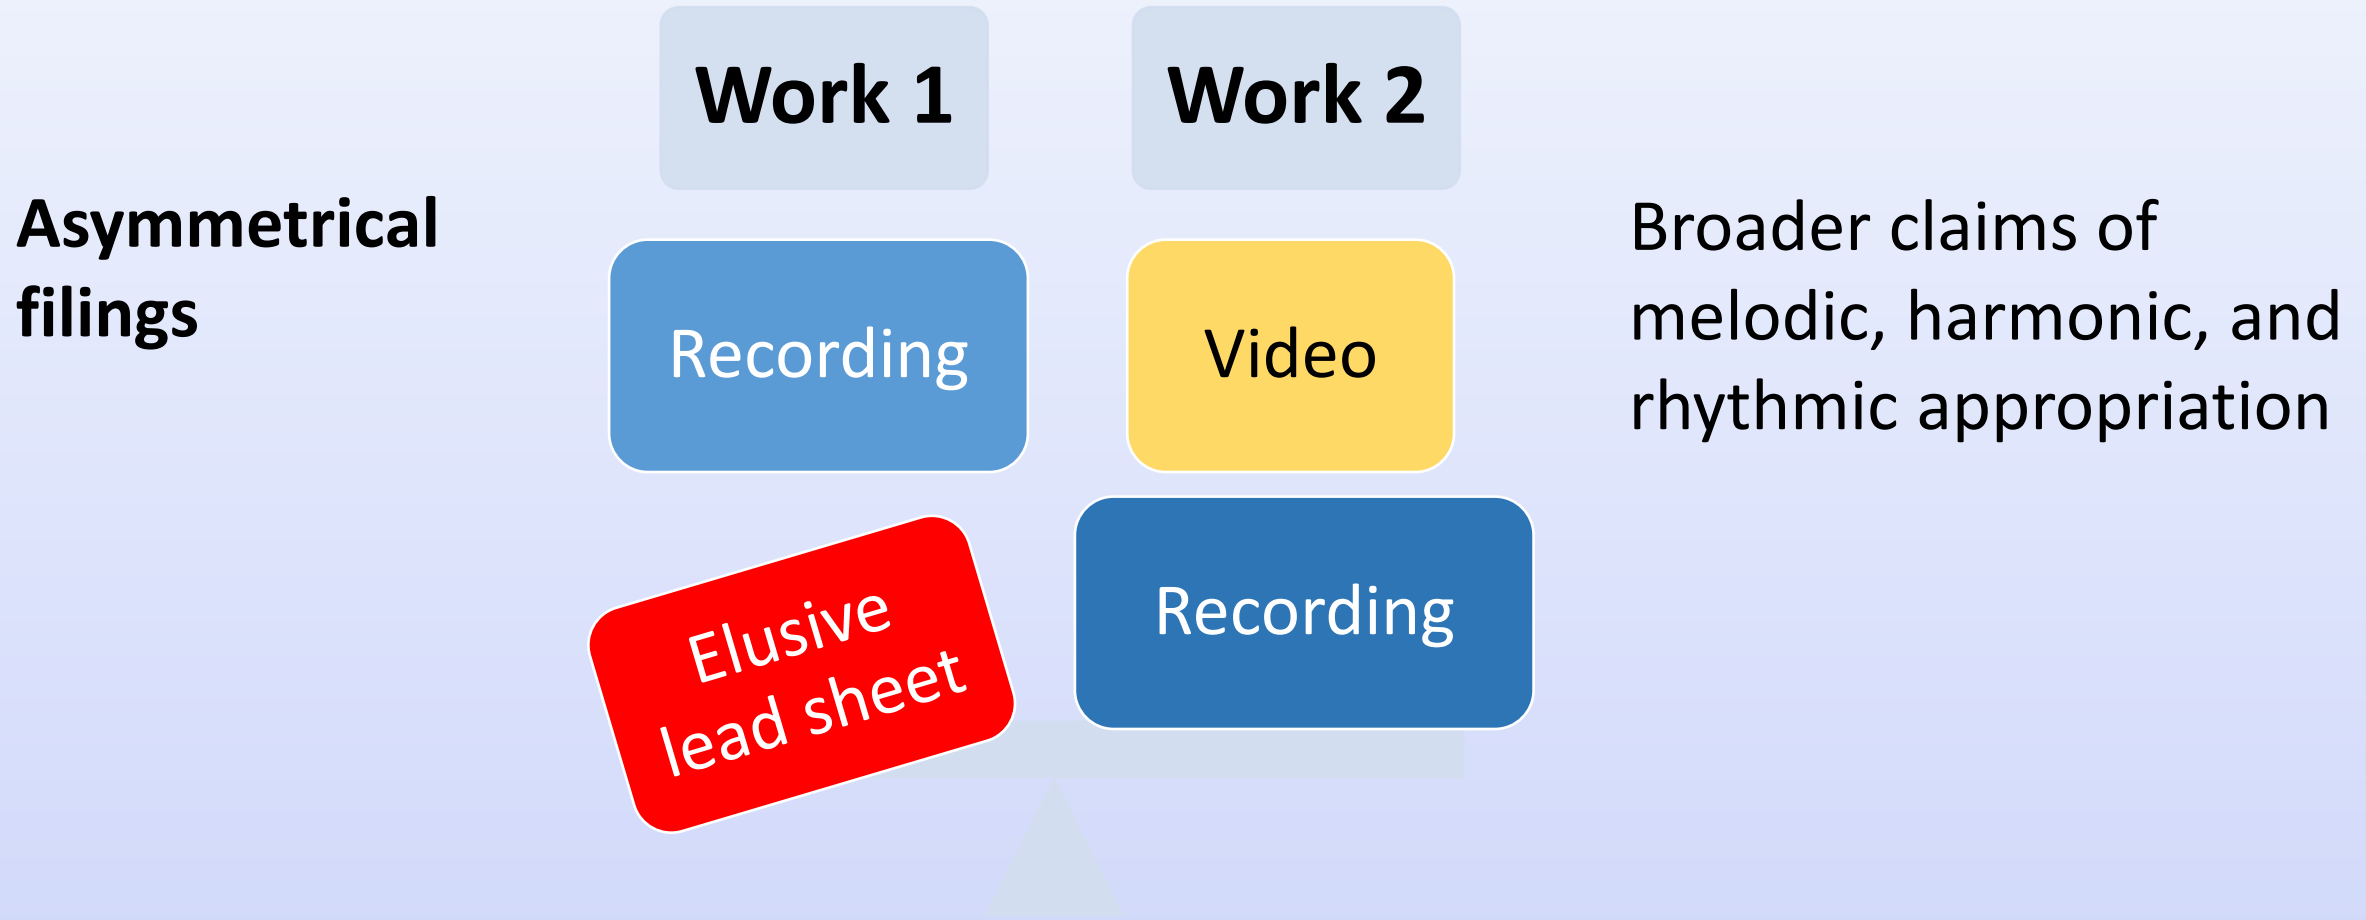 Work 1
Work 2
Asymmetrical
filings
Recording
Video
Broader claims of
melodic, harmonic, and
rhythmic appropriation
Elusive
lead sheet
Recording